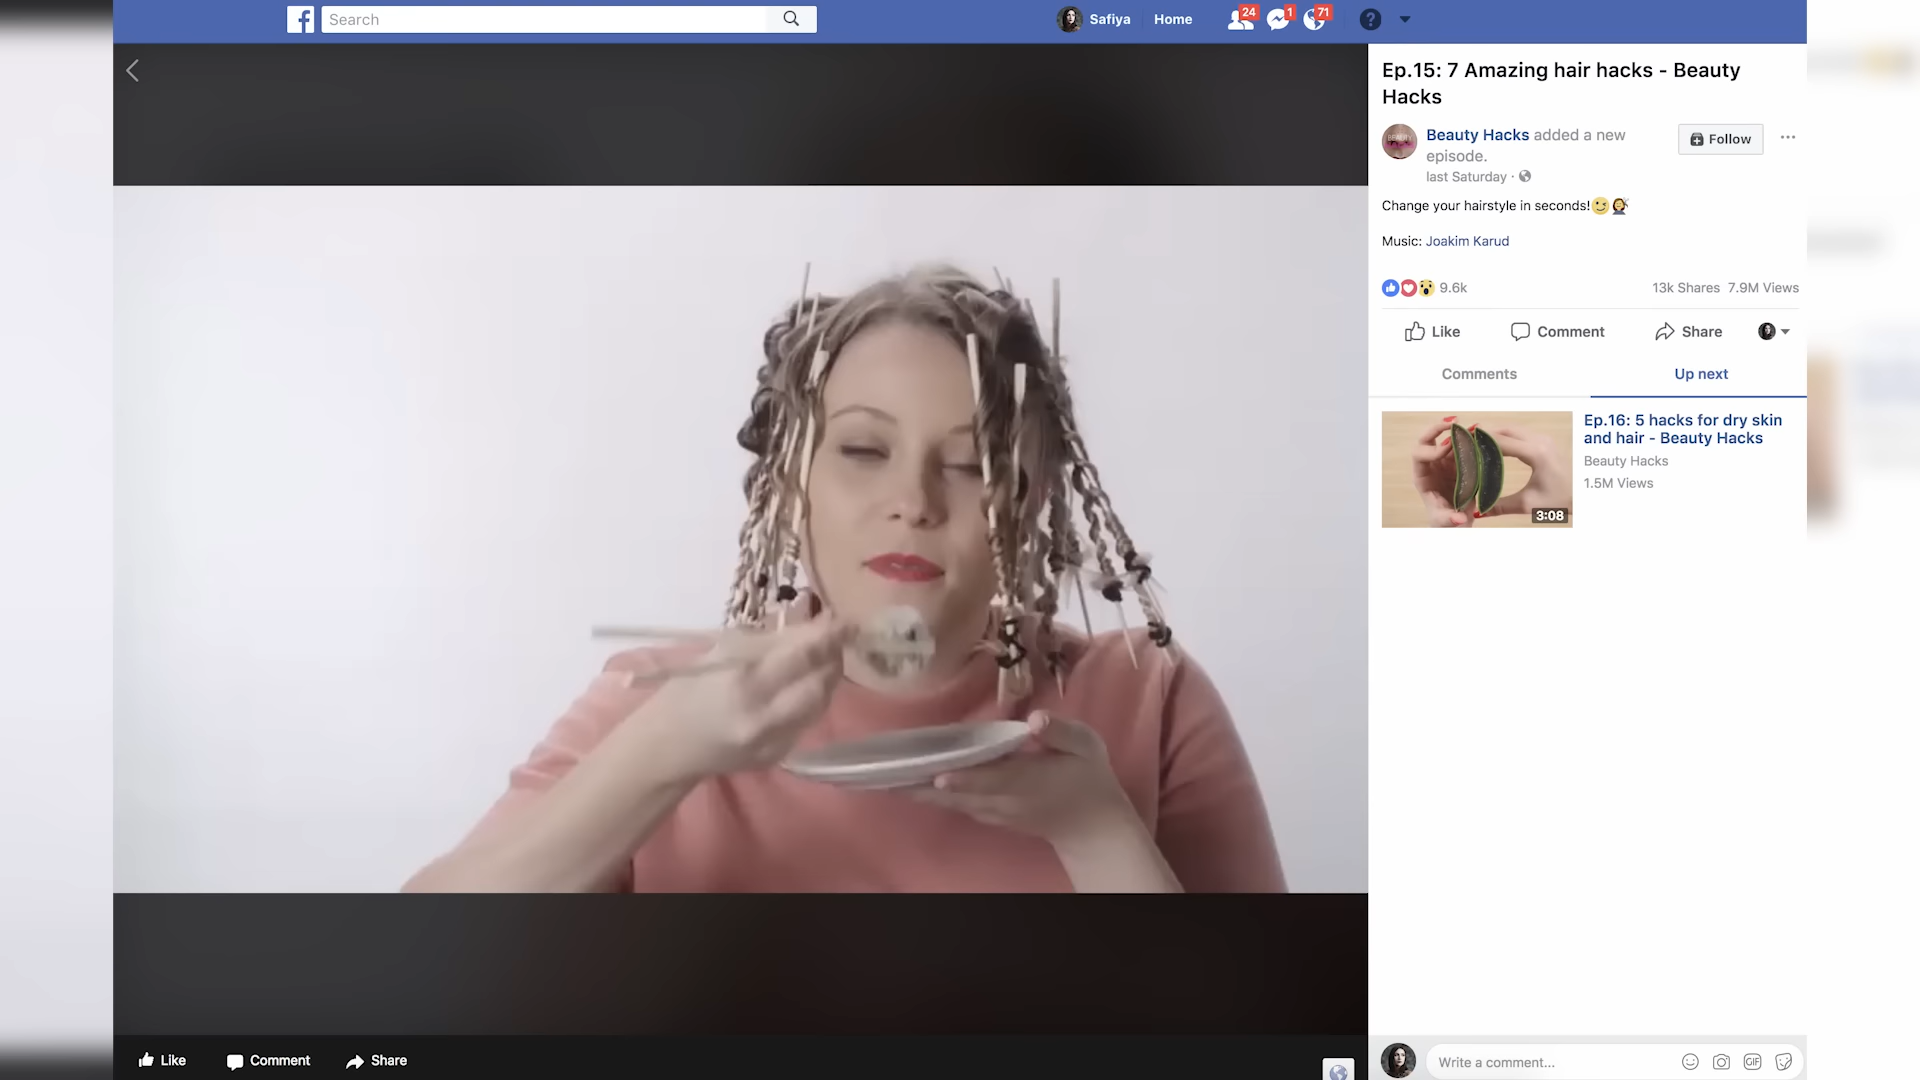 Search
Safiya
Home
24
1
71
?
Ep.15: 7 Amazing hair hacks - Beauty
Hacks
Beauty Hacks added a new
episode.
last Saturday ·
Follow
Change your hairstyle in seconds!
Music: Joakim Karud
9.6k
13k Shares 7.9M Views
Like
Comment
Share
Comments
Up next
3:08
Ep.16: 5 hacks for dry skin
and hair - Beauty Hacks
Beauty Hacks
1.5M Views
Like
Comment
Share
Write a comment...
GIF